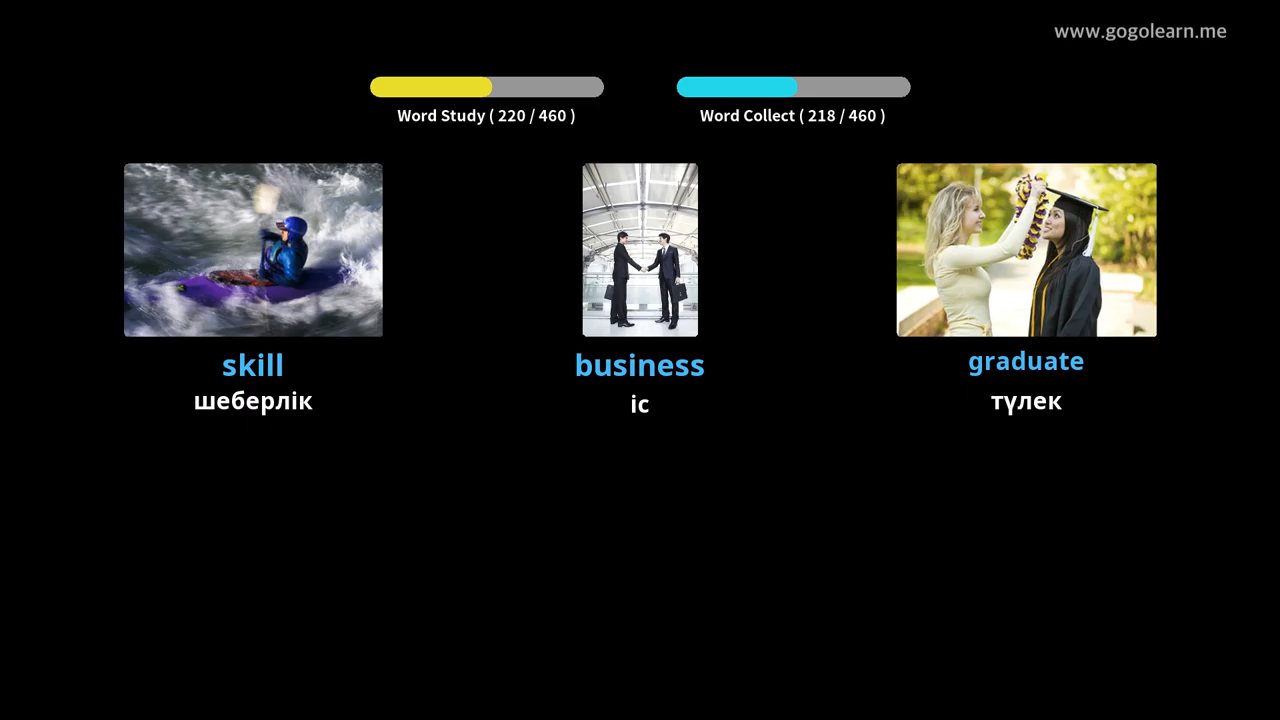 www.gogolearn.me
Word Study ( 220 / 460 )
Word Collect ( 218 / 460 )
skill
шеберлік
business
іс
graduate
түлек